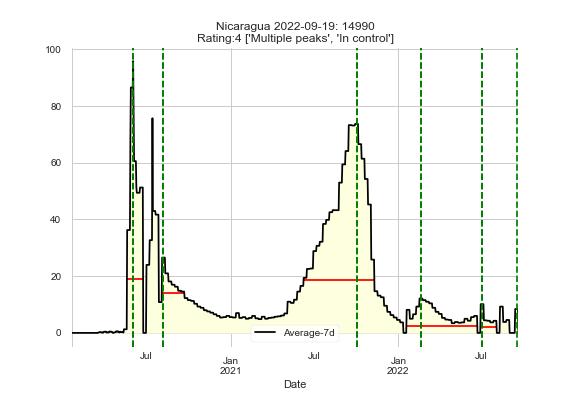 Nicaragua 2022-09-19: 14990
Rating:4 ['Multiple peaks', 'In control']
100
80
60
40
20
0
Average-7d
Jul
Jan
2021
Jul
Jan
2022
Jul
Date